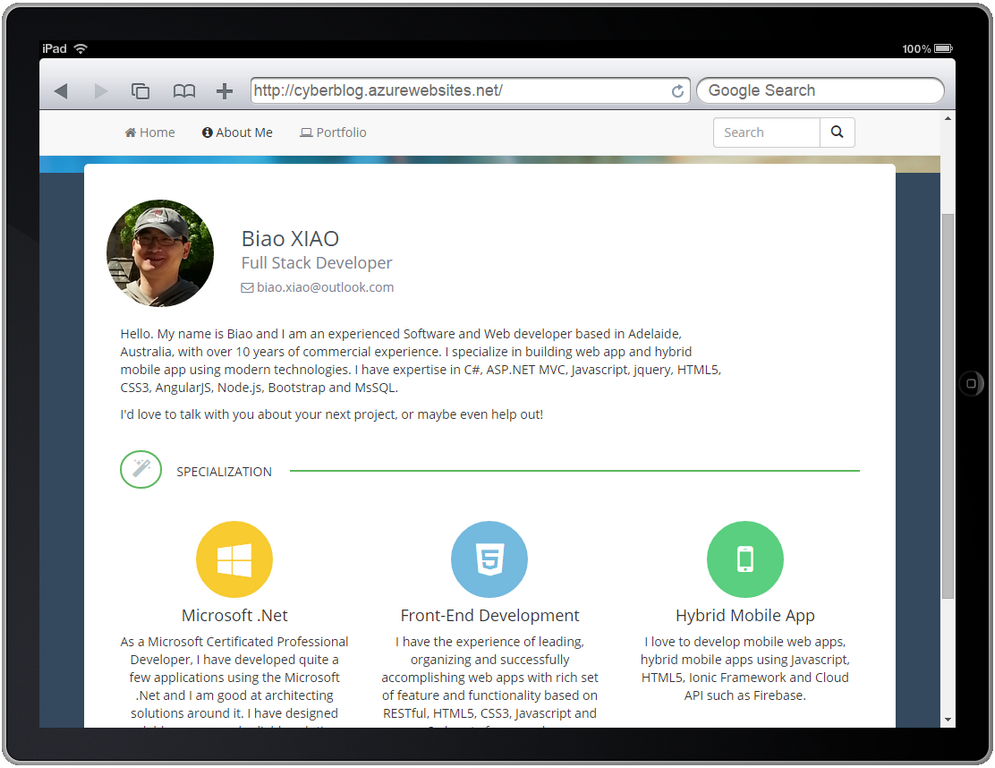 iPad 100%
http://cyberblog.azurewebsites.net/ Google Search
Home About Me Portfolio Search
Biao XIAO
Full Stack Developer
biao.xiao@outlook.com
Hello. My name is Biao and I am an experienced Software and Web developer based in Adelaide,
Australia, with over 10 years of commercial experience. I specialize in building web app and hybrid
mobile app using modern technologies. I have expertise in C#, ASP.NET MVC, Javascript, jquery, HTML5,
CSS3, AngularJS, Node.js, Bootstrap and MsSQL.
I'd love to talk with you about your next project, or maybe even help out!
SPECIALIZATION
Microsoft .Net
As a Microsoft Certificated Professional
Developer, I have developed quite a
few applications using the Microsoft
.Net and I am good at architecting
solutions around it. I have designed
Front-End Development
I have the experience of leading,
organizing and successfully
accomplishing web apps with rich set
of feature and functionality based on
RESTful, HTML5, CSS3, Javascript and
Hybrid Mobile App
I love to develop mobile web apps,
hybrid mobile apps using Javascript,
HTML5, Ionic Framework and Cloud
API such as Firebase.